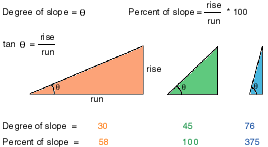 Degree of slope = θ
Percent of slope = rise / run * 100
tan θ = rise / run
rise
θ
θ
θ
run
Degree of slope = 30 45 76
Percent of slope = 58 100 375